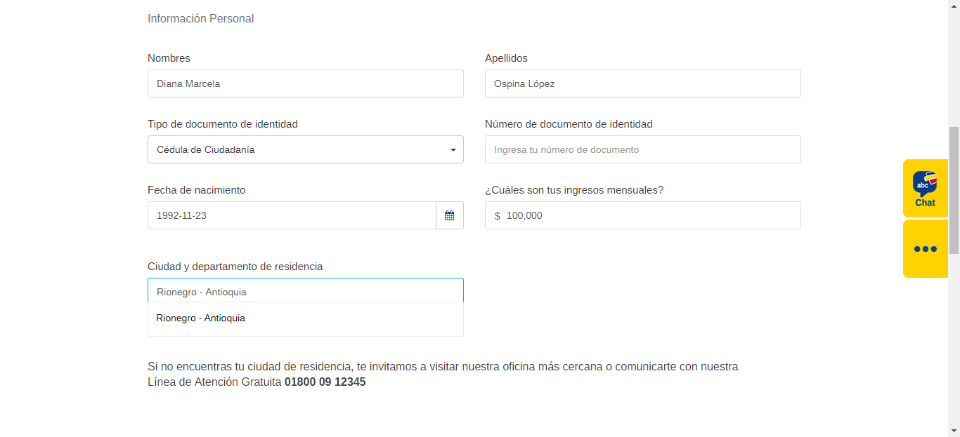 Información Personal
Nombres
Apellidos
Diana Marcela
Ospina López
Tipo de documento de identidad
Número de documento de identidad
Cédula de Ciudadanía
Ingresa tu número de documento
Fecha de nacimiento
¿Cuáles son tus ingresos mensuales?
1992-11-23
$ 100,000
abc
Chat
Ciudad y departamento de residencia
Rionegro - Antioquia
Rionegro - Antioquia
Si no encuentras tu ciudad de residencia, te invitamos a visitar nuestra oficina más cercana o comunicarte con nuestra
Línea de Atención Gratuita 01800 09 12345